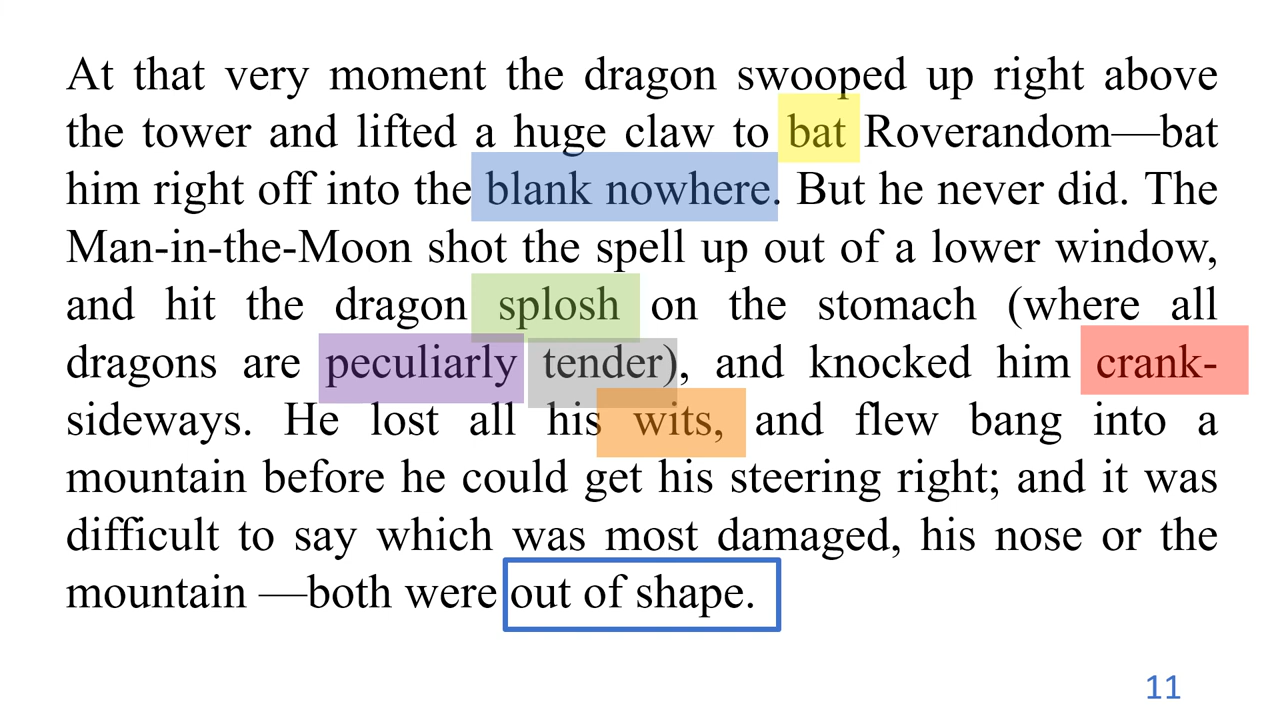 At that very moment the dragon swooped up right above
the tower and lifted a huge claw to bat Roverandom—bat
him right off into the blank nowhere. But he never did. The
Man-in-the-Moon shot the spell up out of a lower window,
and hit the dragon splosh on the stomach (where all
dragons are peculiarly tender), and knocked him crank-
sideways. He lost all his wits, and flew bang into a
mountain before he could get his steering right; and it was
difficult to say which was most damaged, his nose or the
mountain —both were out of shape.
11